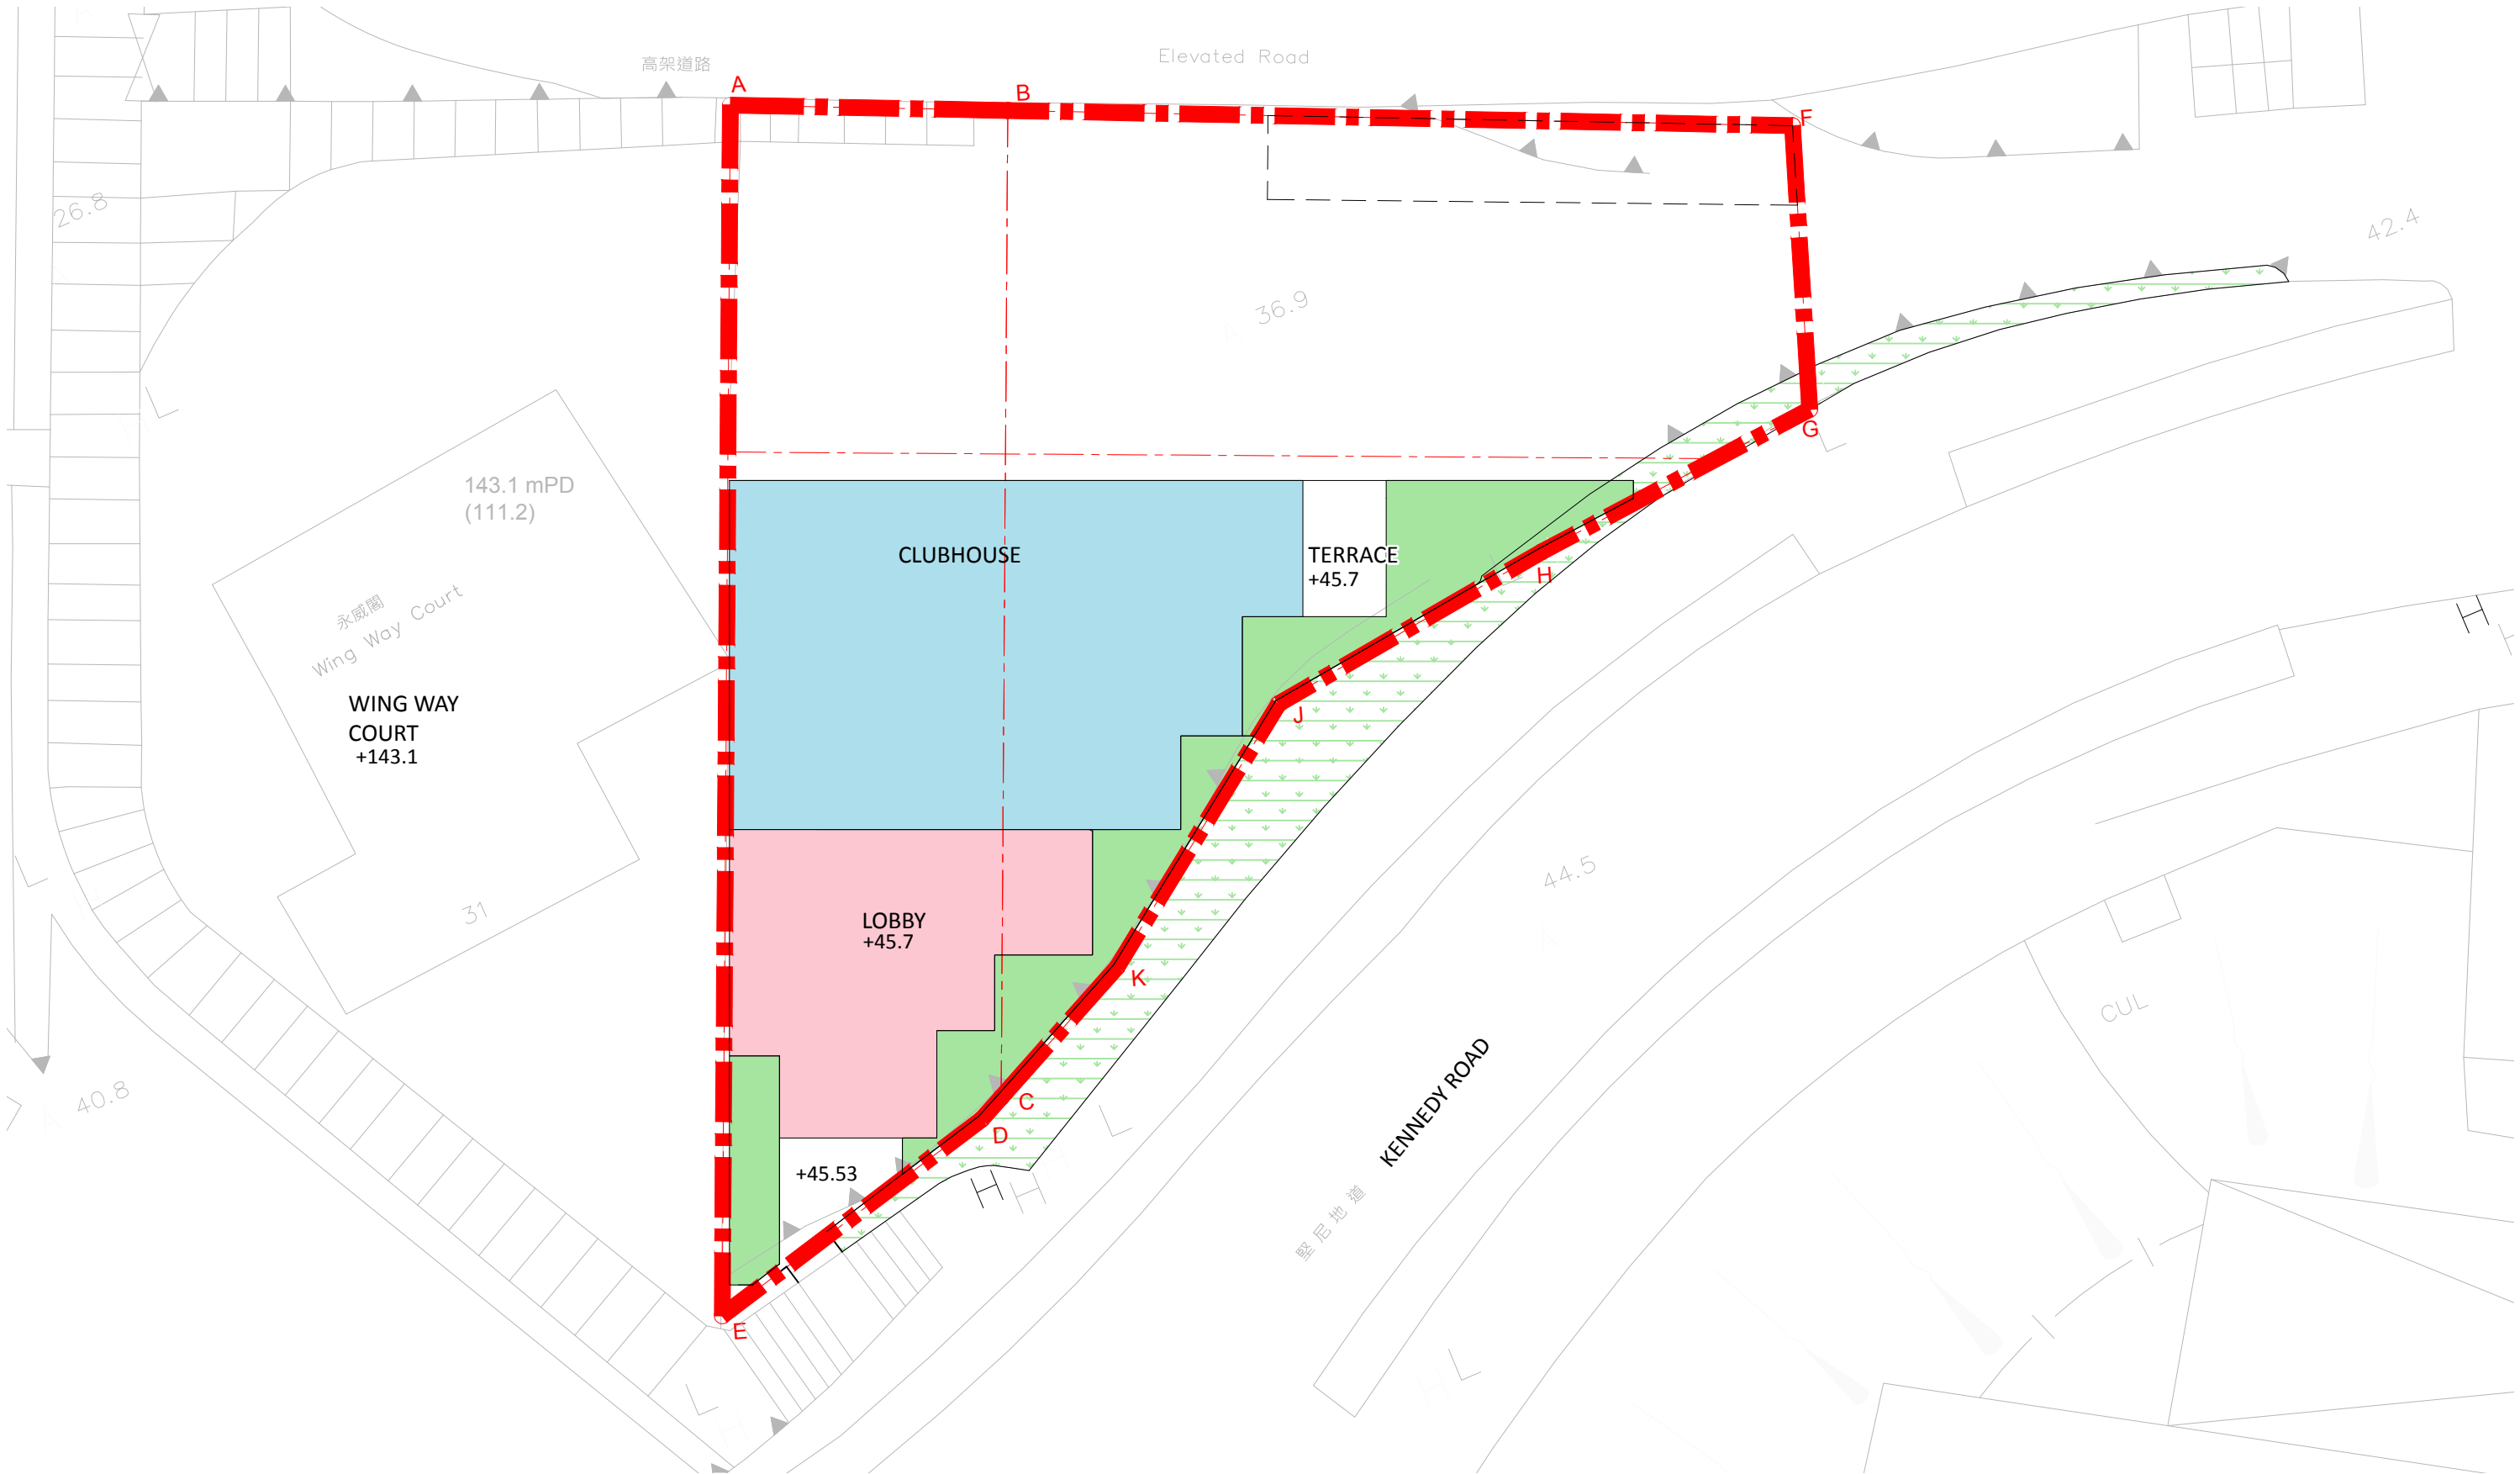 高架道路
Elevated Road
A
B
F
26.8
42.4
36.9
G
L
L
143.1 mPD
(111.2)
CLUBHOUSE
TERRACE
+45.7
H
永威閣
Wing Way Court
WING WAY
COURT
+143.1
H
J
L
44.5
31
LOBBY
+45.7
K
CUL
KENNEDY ROAD
40.8
C
D
L
+45.53
H
H
堅尼地道
E
L
L